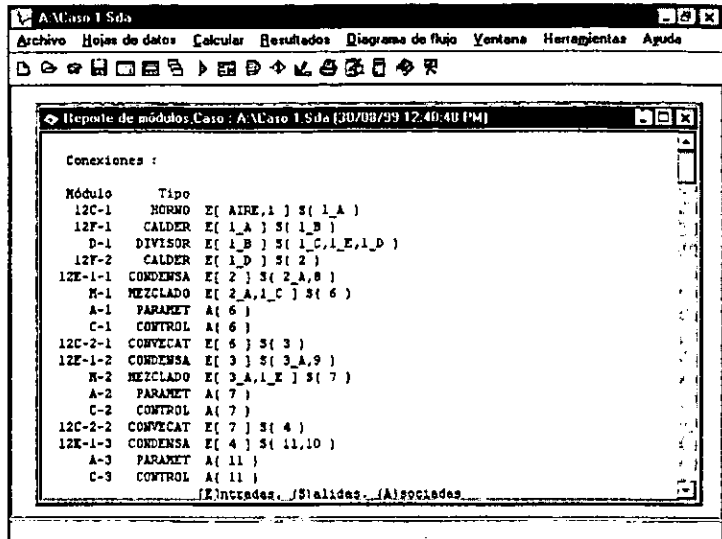 A:\Caso 1.Sda
Archivo Hojas de datos Calcular Resultados Diagrama de flujo Ventana Herramientas Ayuda
Reporte de módulos,Caso : A:\Caso 1.Sda (30/08/99 12:40:48 PM)
Conexiones :
Módulo Tipo
12C-1 HORNO E[ AIRE,1 ] S( 1_A )
12F-1 CALDER E[ 1_A ] S( 1_B )
D-1 DIVISOR E[ 1_B ] S( 1_C,1_E,1_D )
12F-2 CALDER E[ 1_D ] S( 2 )
12E-1-1 CONDENSA E[ 2 ] S( 2_A,8 )
M-1 MEZCLADO E[ 2_A,1_C ] S( 6 )
A-1 PARAMET A( 6 )
C-1 CONTROL A( 6 )
12C-2-1 CONVECAT E[ 6 ] S( 3 )
12E-1-2 CONDENSA E[ 3 ] S( 3_A,9 )
M-2 MEZCLADO E[ 3_A,1_E ] S( 7 )
A-2 PARAMET A( 7 )
C-2 CONTROL A( 7 )
12C-2-2 CONVECAT E[ 7 ] S( 4 )
12E-1-3 CONDENSA E[ 4 ] S( 11,10 )
A-3 PARAMET A( 11 )
C-3 CONTROL A( 11 )
[E]ntradas, (S)alidas, (A)sociadas